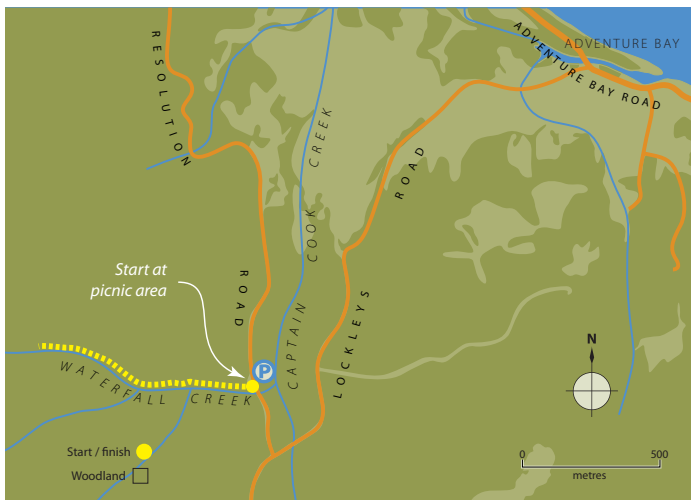 ADVENTURE BAY
ADVENTURE BAY ROAD
RESOLUTION ROAD
CAPTAIN COOK CREEK
LOCKLEYS ROAD
Start at
picnic area
P
WATERFALL CREEK
N
Start / finish
Woodland
0 500
metres